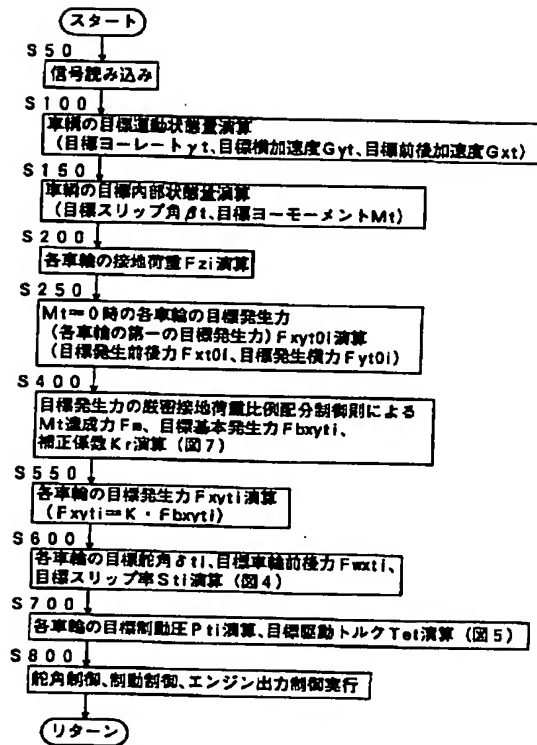 スタート
S50
信号読み込み
S100
車輌の目標運動状態量演算
(目標ヨーレートγt、目標横加速度Gyt、目標前後加速度Gxt)
S150
車輌の目標内部状態量演算
(目標スリップ角βt、目標ヨーモーメントMt)
S200
各車輪の接地荷重Fzi演算
S250
Mt=0時の各車輪の目標発生力
(各車輪の第一の目標発生力)Fxyt0i演算
(目標発生前後力Fxt0i、目標発生横力Fyt0i)
S400
目標発生力の厳密接地荷重比例配分制御則による
Mt達成力Fm、目標基本発生力Fbxyti、
補正係数Kr演算(図7)
S550
各車輪の目標発生力Fxyti演算
(Fxyti=K・Fbxyti)
S600
各車輪の目標舵角δti、目標車輪前後力Fwxti、
目標スリップ率Sti演算(図4)
S700
各車輪の目標制動圧Pti演算、目標駆動トルクTet演算(図5)
S800
舵角制御、制動制御、エンジン出力制御実行
リターン